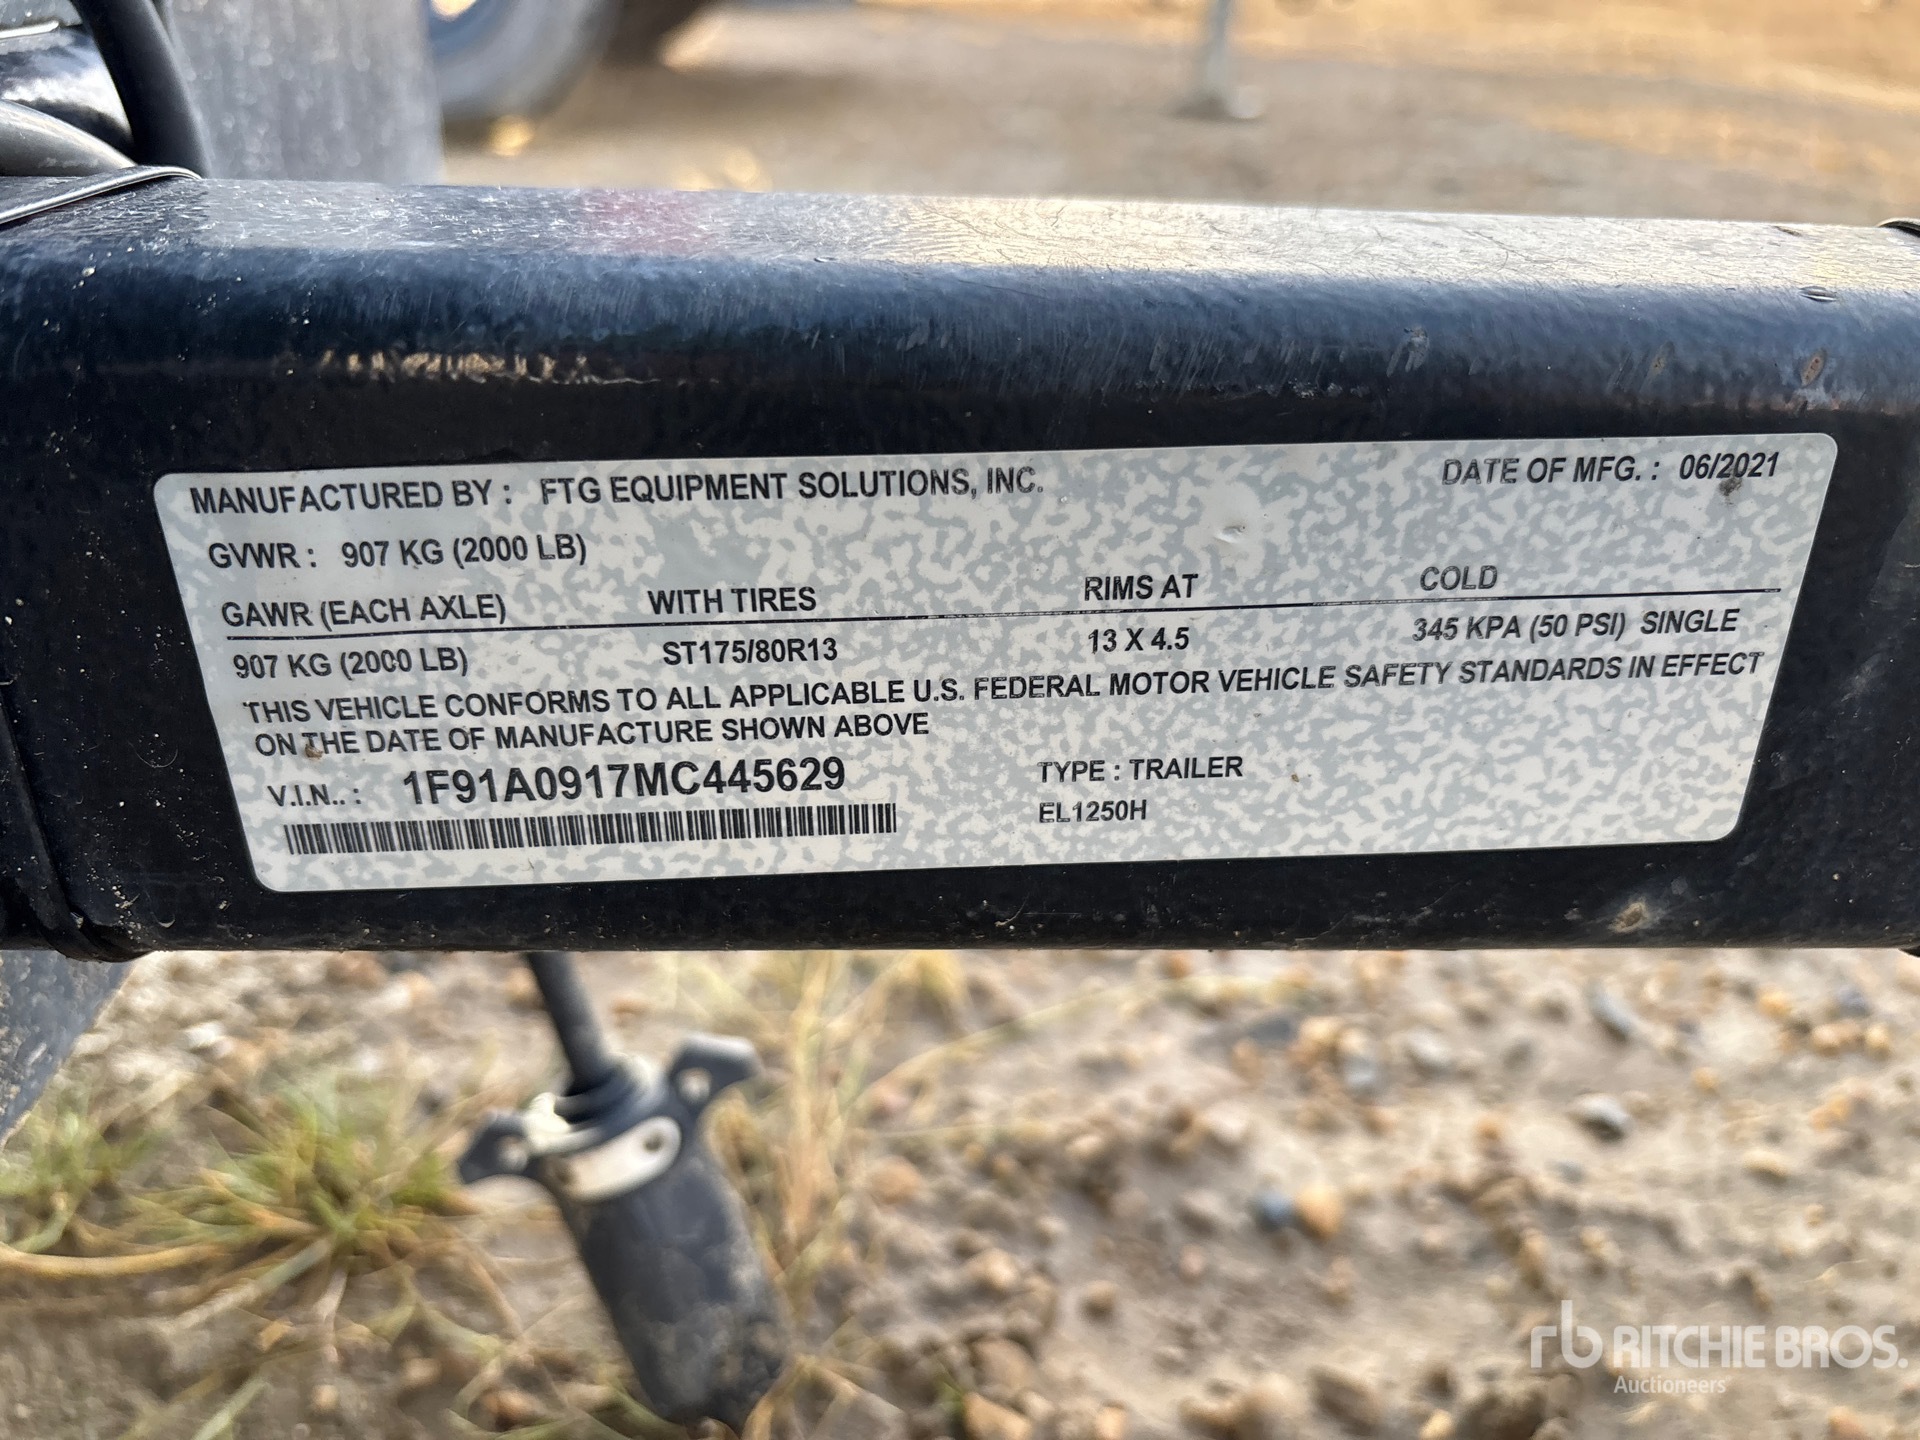 MANUFACTURED BY : FTG EQUIPMENT SOLUTIONS, INC. DATE OF MFG. : 06/2021
GVWR : 907 KG (2000 LB)
GAWR (EACH AXLE) WITH TIRES RIMS AT COLD
907 KG (2000 LB) ST175/80R13 13 X 4.5 345 KPA (50 PSI) SINGLE
THIS VEHICLE CONFORMS TO ALL APPLICABLE U.S. FEDERAL MOTOR VEHICLE SAFETY STANDARDS IN EFFECT
ON THE DATE OF MANUFACTURE SHOWN ABOVE
V.I.N.. : 1F91A0917MC445629 TYPE : TRAILER
EL1250H
rb RITCHIE BROS.
Auctioneers